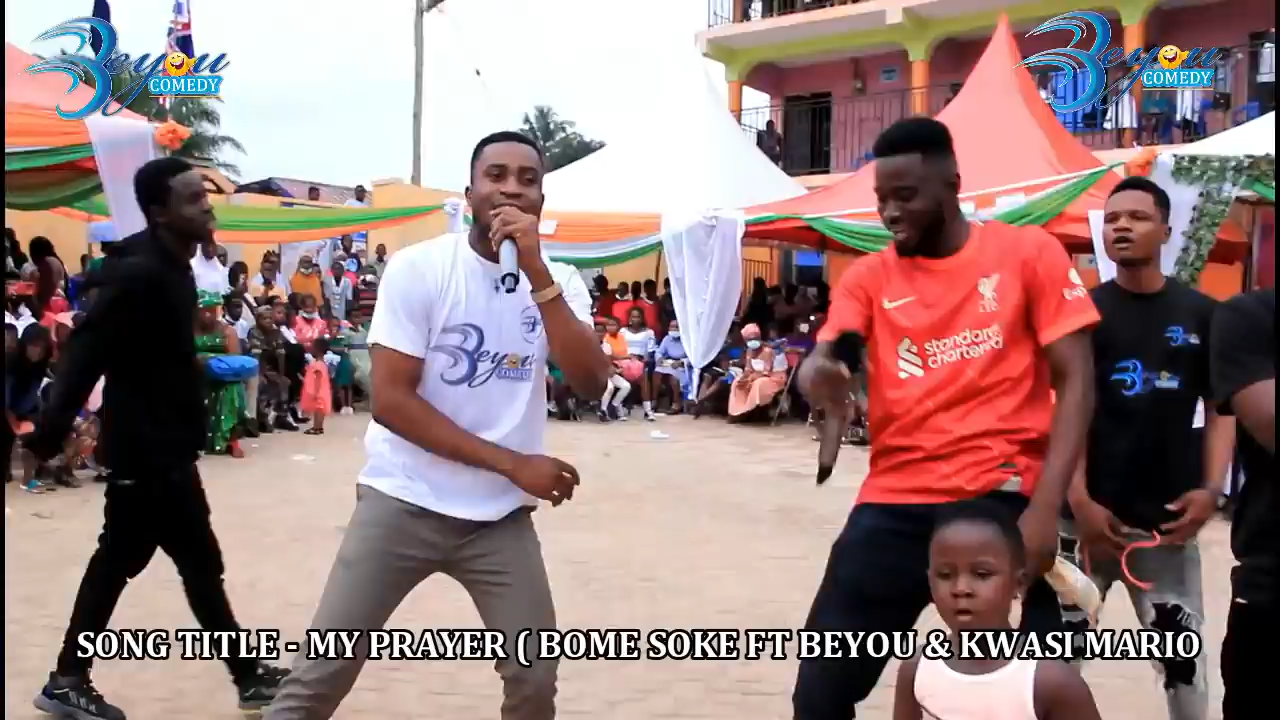 Beyou
COMEDY
Beyou
COMEDY
Beyou
COMEDY
standard
chartered
SONG TITLE - MY PRAYER ( BOME SOKE FT BEYOU & KWASI MARIO